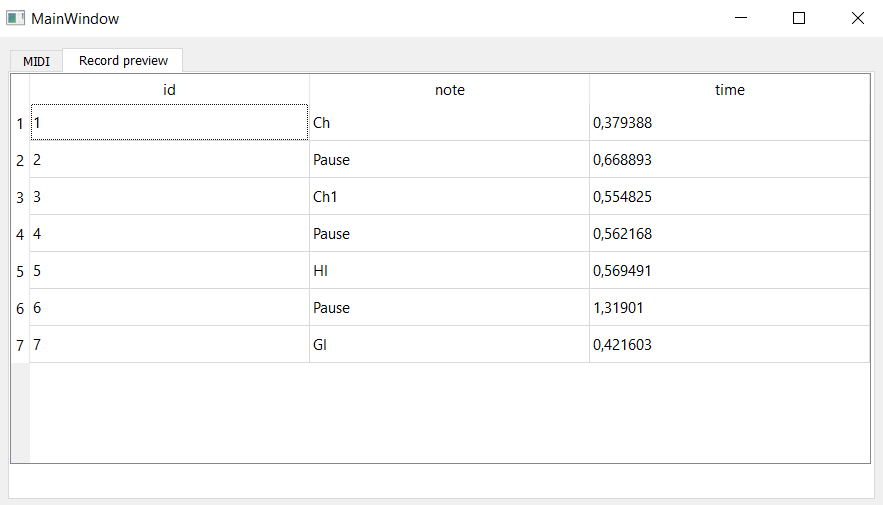 MainWindow
MIDI Record preview
id note time
1 1 Ch 0,379388
2 2 Pause 0,668893
3 3 Ch1 0,554825
4 4 Pause 0,562168
5 5 Hl 0,569491
6 6 Pause 1,31901
7 7 Gl 0,421603